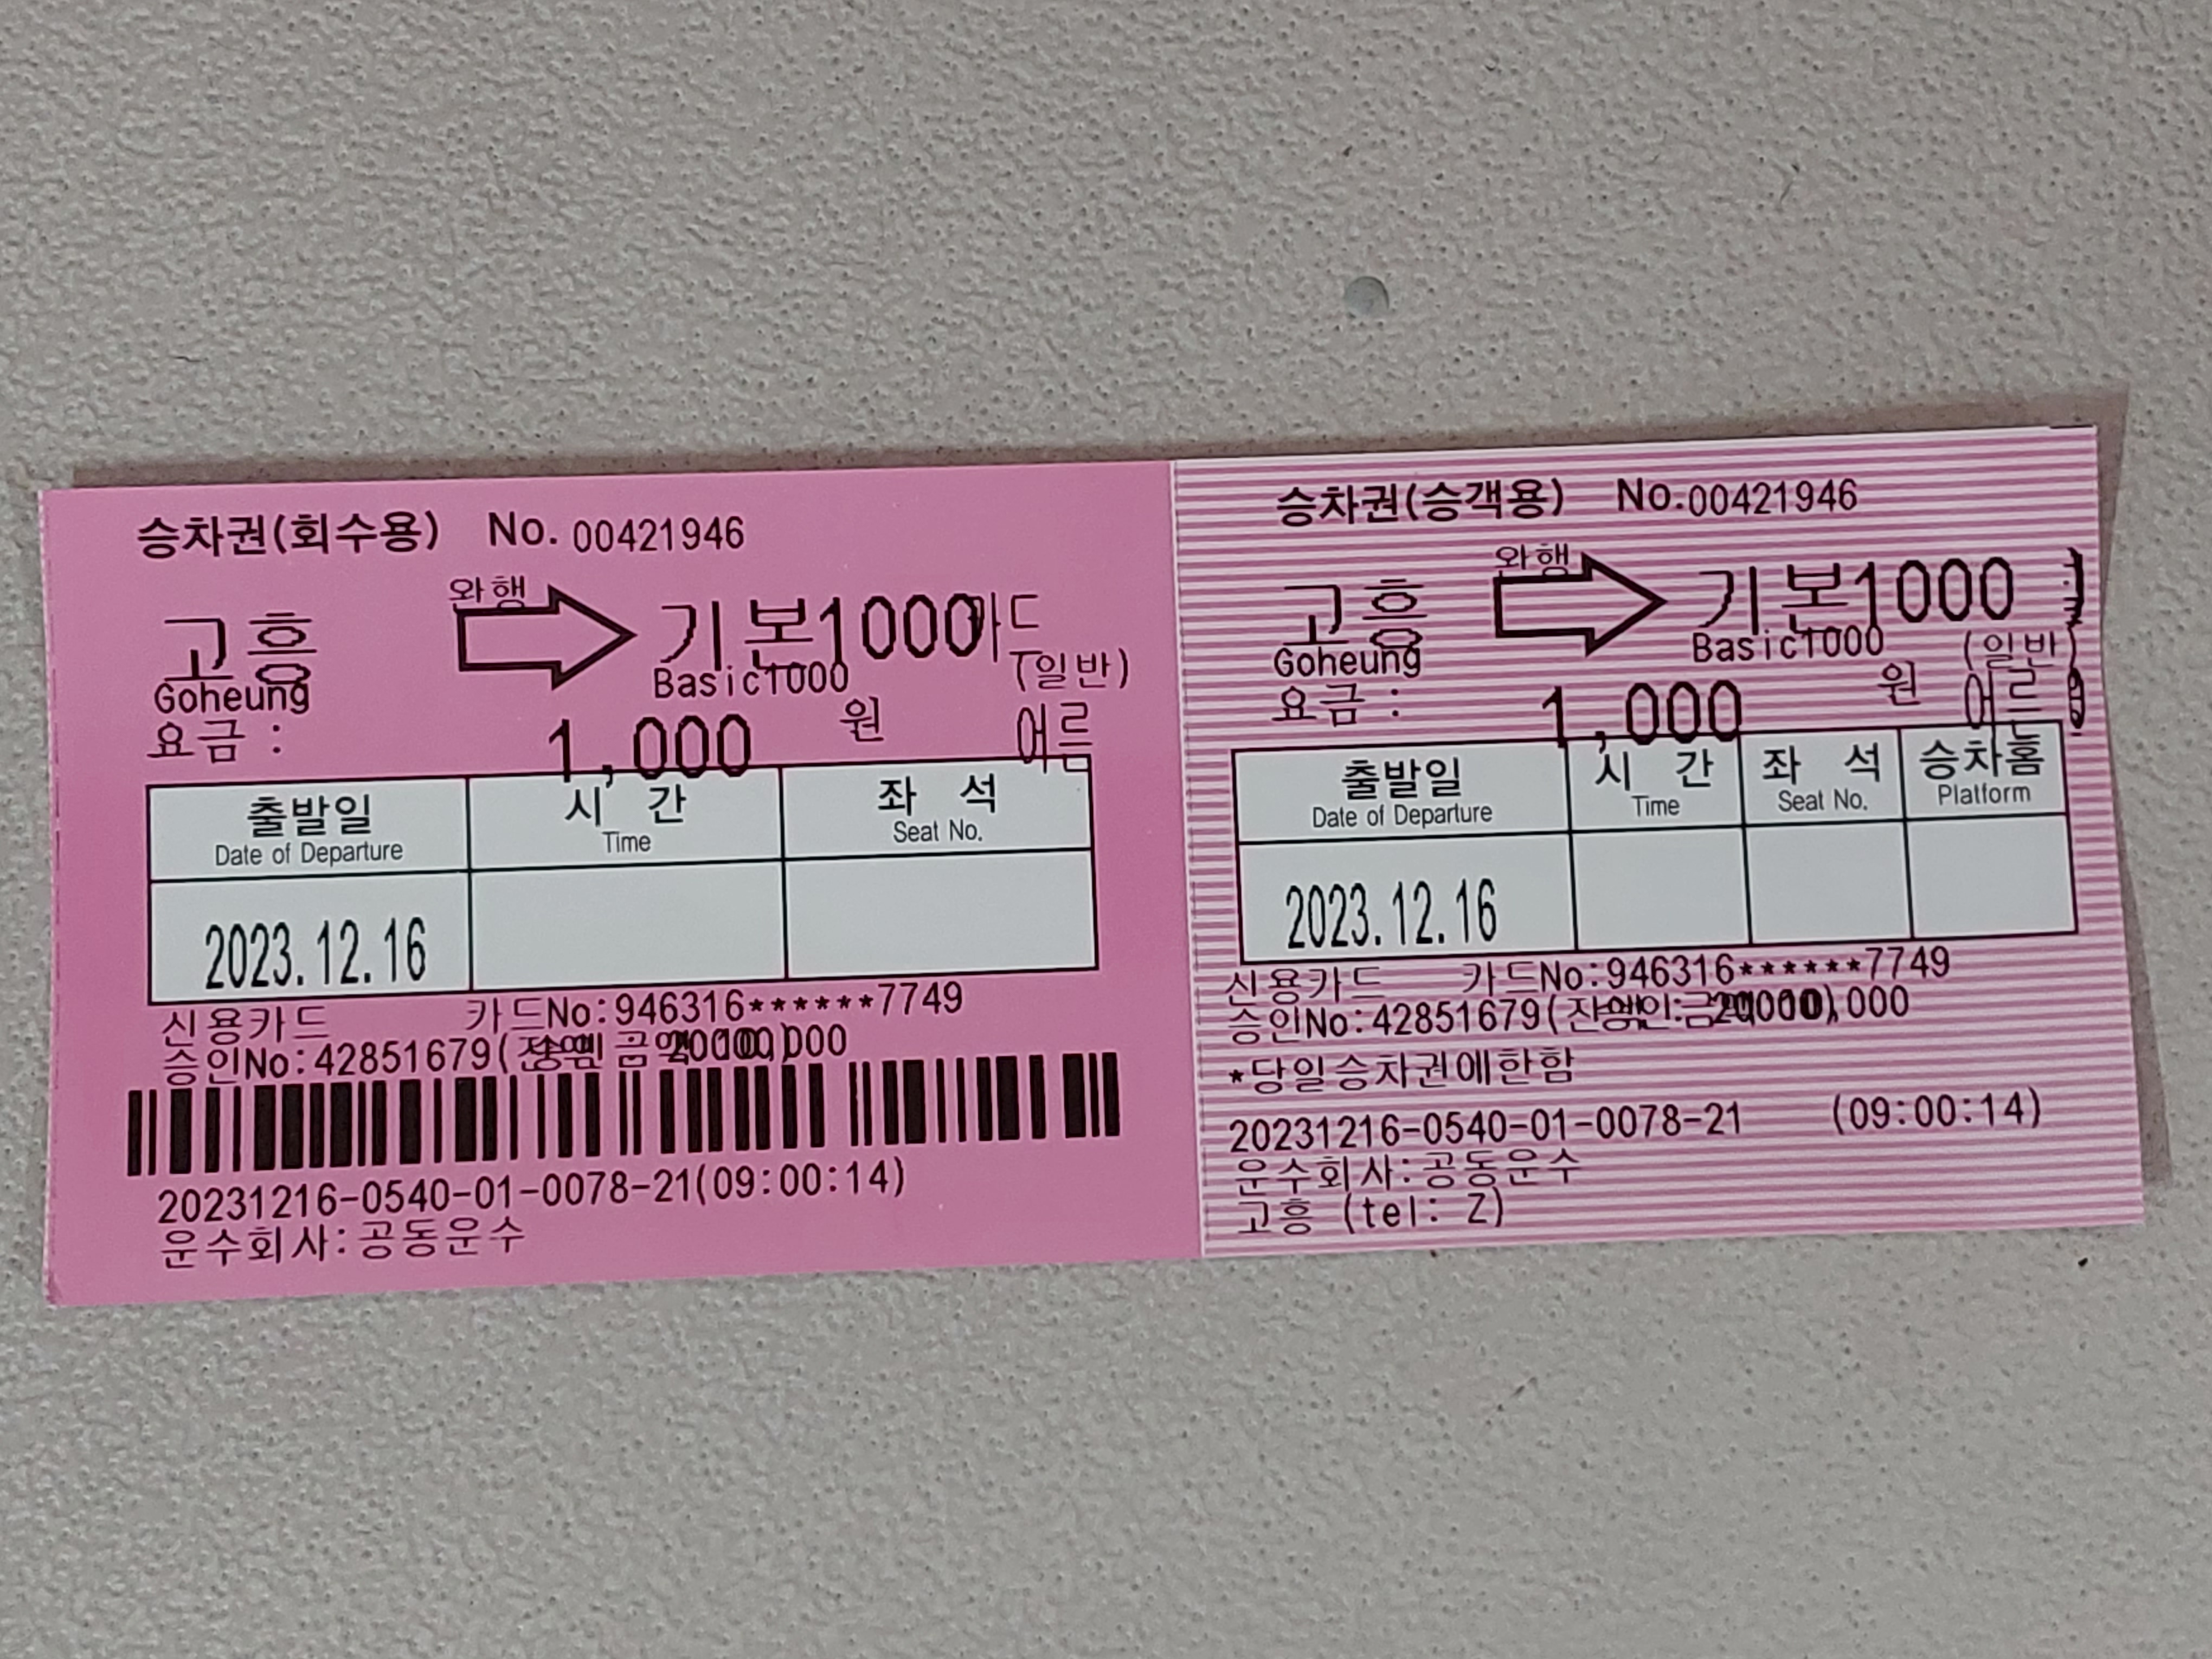 승차권(회수용) No. 00421946
완행
고흥 기본1000카드
Goheung Basic1000 (일반)
요금 : 1,000 원 어른
출발일 시 간 좌 석
Date of Departure Time Seat No.
2023.12.16
신용카드 카드No:946316******7749
승인No:42851679(
20231216-0540-01-0078-21(09:00:14)
운수회사:공동운수
승차권(승객용) No.00421946
완행
고흥 기본1000
Goheung Basic1000 (일반)
요금 : 1,000 원 어른
출발일 시 간 좌 석 승차홈
Date of Departure Time Seat No. Platform
2023.12.16
신용카드 카드No:946316******7749
승인No:42851679(
*당일승차권에한함
20231216-0540-01-0078-21 (09:00:14)
운수회사:공동운수
고흥 (tel: Z)